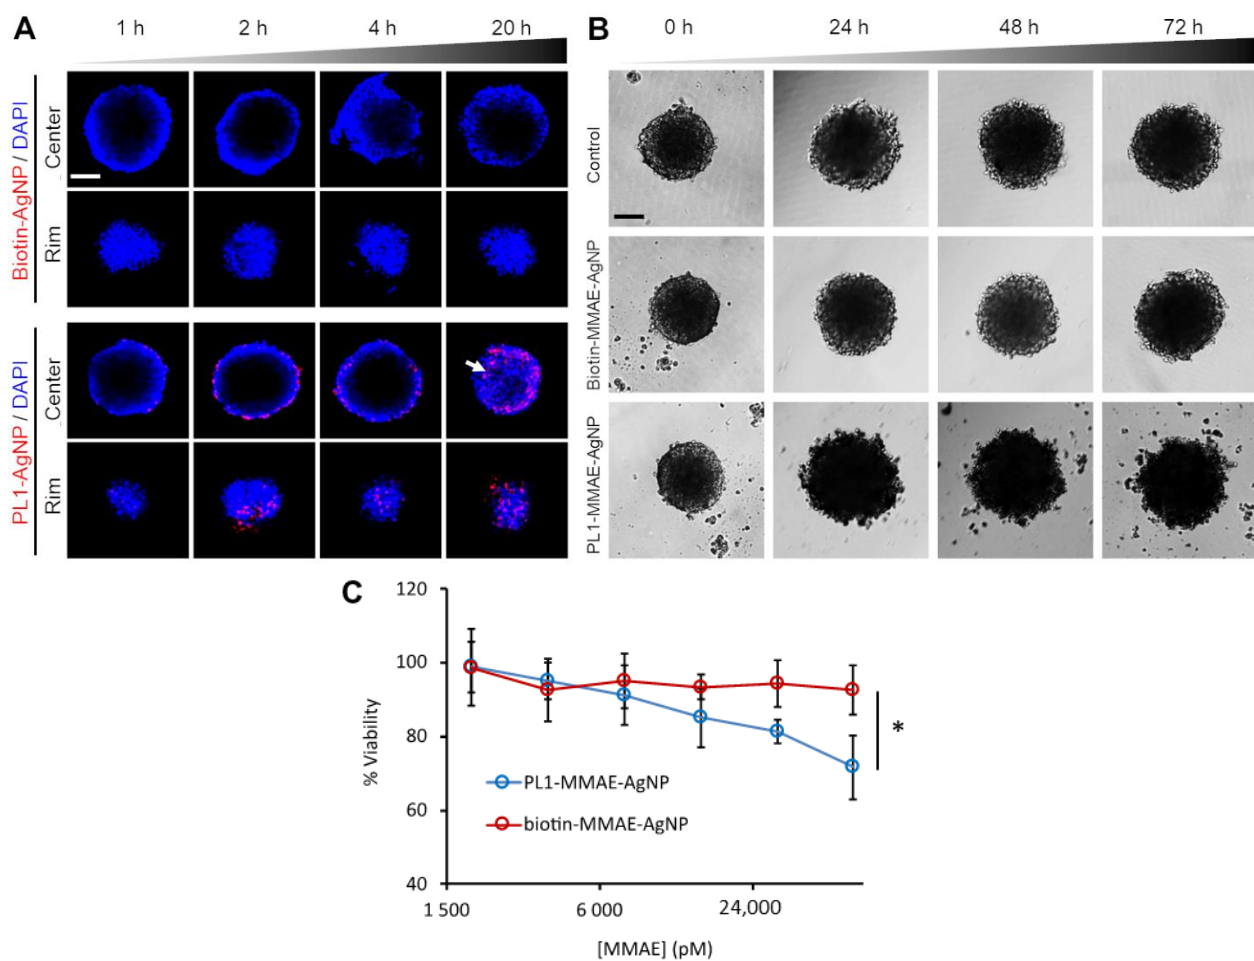 A
1 h 2 h 4 h 20 h
Biotin-AgNP / DAPI
_Center
Rim
PL1-AgNP / DAPI
_Center
Rim
B
0 h 24 h 48 h 72 h
Control
Biotin-MMAE-AgNP
PL1-MMAE-AgNP
C
120
100
80
60
40
% Viability
PL1-MMAE-AgNP
biotin-MMAE-AgNP
*
1 500 6 000 24,000
[MMAE] (pM)